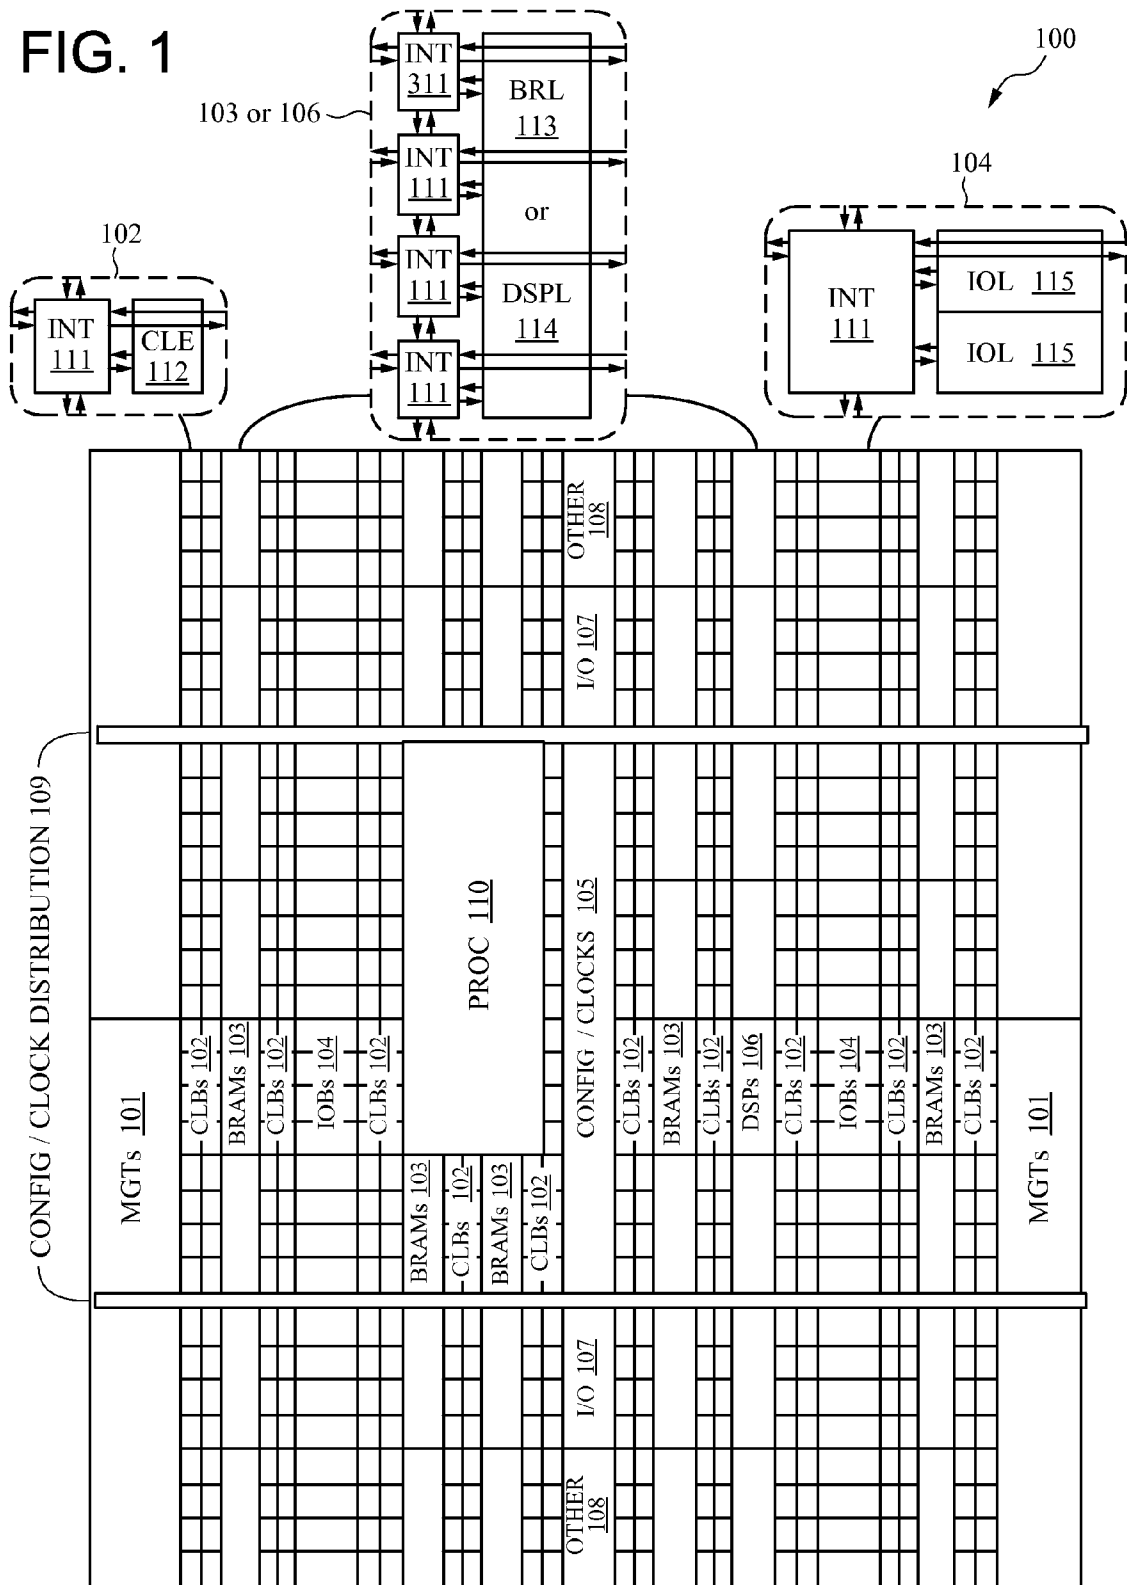 FIG. 1
100
103 or 106
INT
311
BRL
113
INT
111
or
INT
111
DSPL
114
INT
111
102
INT
111
CLE
112
104
INT
111
IOL 115
IOL 115
OTHER
108
I/O 107
CONFIG / CLOCK DISTRIBUTION 109
PROC 110
CONFIG / CLOCKS 105
MGTs 101
CLBs 102
BRAMs 103
CLBs 102
IOBs 104
CLBs 102
BRAMs 103
CLBs 102
BRAMs 103
CLBs 102
CLBs 102
BRAMs 103
CLBs 102
DSPs 106
CLBs 102
IOBs 104
CLBs 102
BRAMs 103
CLBs 102
MGTs 101
I/O 107
OTHER
108